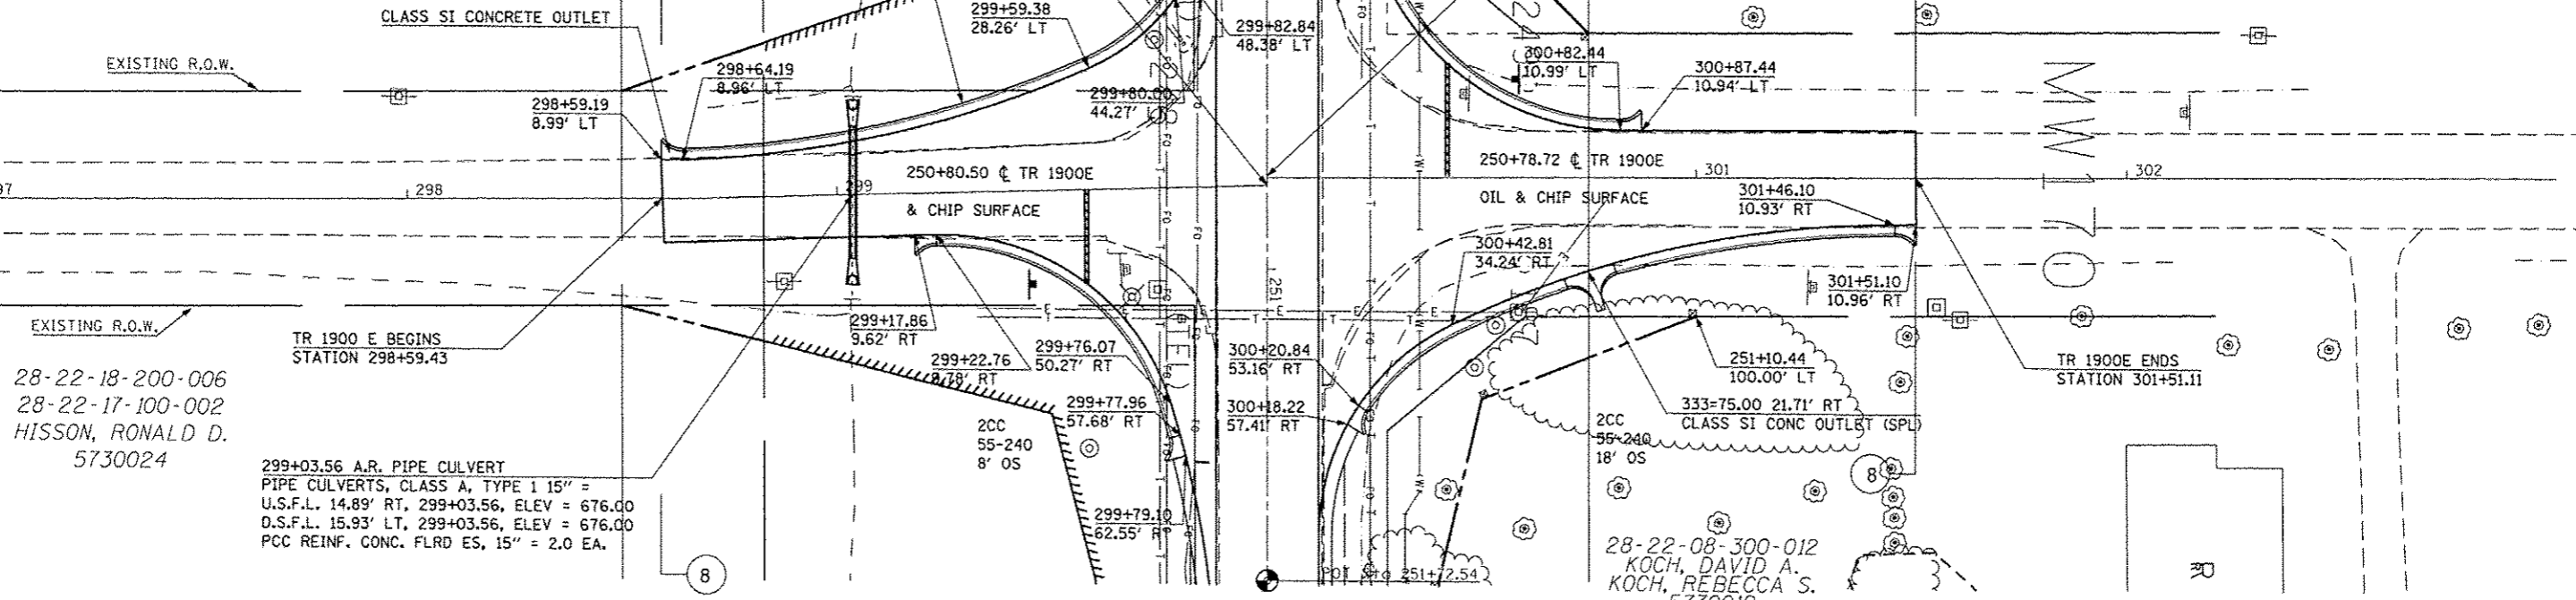 CLASS SI CONCRETE OUTLET
EXISTING R.O.W.
298+64.19
8.96' LT
298+59.19
8.99' LT
299+59.38
28.26' LT
299+82.84
48.38' LT
299+80.00
44.27'
300+82.44
10.99' LT
300+87.44
10.94' LT
298
299
250+80.50 ℄ TR 1900E
& CHIP SURFACE
250+78.72 ℄ TR 1900E
OIL & CHIP SURFACE
301
302
301+46.10
10.93' RT
300+42.81
34.24' RT
301+51.10
10.96' RT
251
EXISTING R.O.W.
TR 1900 E BEGINS
STATION 298+59.43
299+17.86
9.62' RT
299+22.76
9.78' RT
299+76.07
50.27' RT
300+20.84
53.16' RT
251+10.44
100.00' LT
TR 1900E ENDS
STATION 301+51.11
28-22-18-200-006
28-22-17-100-002
HISSON, RONALD D.
5730024
299+77.96
57.68' RT
300+18.22
57.41' RT
333=75.00 21.71' RT
CLASS SI CONC OUTLET (SPL)
2CC
55-240
8' OS
2CC
55-240
18' OS
299+03.56 A.R. PIPE CULVERT
PIPE CULVERTS, CLASS A, TYPE 1 15" =
U.S.F.L. 14.89' RT, 299+03.56, ELEV = 676.00
D.S.F.L. 15.93' LT, 299+03.56, ELEV = 676.00
PCC REINF. CONC. FLRD ES, 15" = 2.0 EA.
299+79.10
62.55' RT
8
8
POT Sta 251+72.54
28-22-08-300-012
KOCH, DAVID A.
KOCH, REBECCA S.